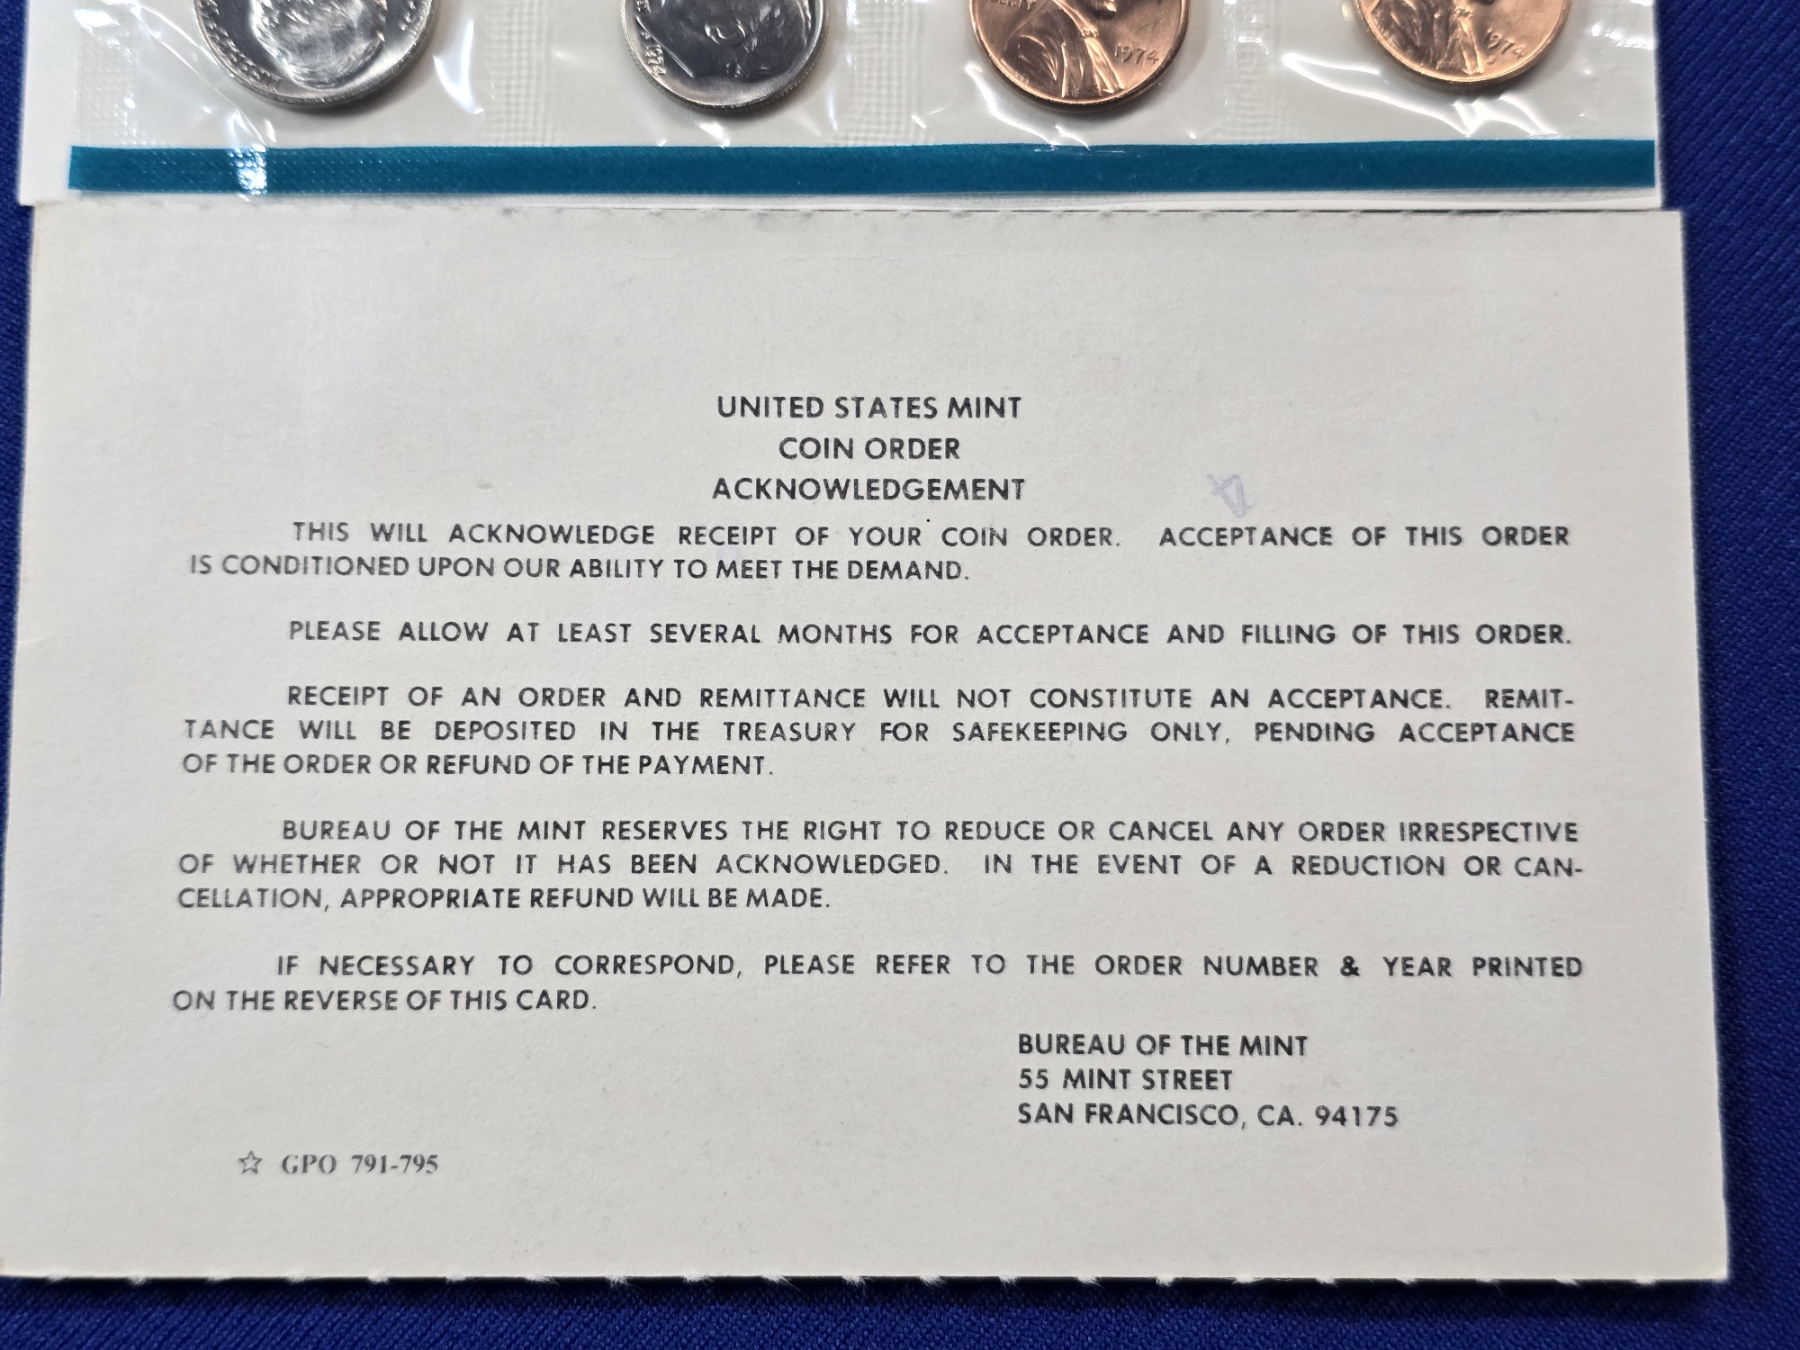 1974
LIBERTY
1974
1974
UNITED STATES MINT
COIN ORDER
ACKNOWLEDGEMENT
THIS WILL ACKNOWLEDGE RECEIPT OF YOUR COIN ORDER. ACCEPTANCE OF THIS ORDER
IS CONDITIONED UPON OUR ABILITY TO MEET THE DEMAND.
PLEASE ALLOW AT LEAST SEVERAL MONTHS FOR ACCEPTANCE AND FILLING OF THIS ORDER.
RECEIPT OF AN ORDER AND REMITTANCE WILL NOT CONSTITUTE AN ACCEPTANCE. REMIT-
TANCE WILL BE DEPOSITED IN THE TREASURY FOR SAFEKEEPING ONLY, PENDING ACCEPTANCE
OF THE ORDER OR REFUND OF THE PAYMENT.
BUREAU OF THE MINT RESERVES THE RIGHT TO REDUCE OR CANCEL ANY ORDER IRRESPECTIVE
OF WHETHER OR NOT IT HAS BEEN ACKNOWLEDGED. IN THE EVENT OF A REDUCTION OR CAN-
CELLATION, APPROPRIATE REFUND WILL BE MADE.
IF NECESSARY TO CORRESPOND, PLEASE REFER TO THE ORDER NUMBER & YEAR PRINTED
ON THE REVERSE OF THIS CARD.
BUREAU OF THE MINT
55 MINT STREET
SAN FRANCISCO, CA. 94175
☆ GPO 791-795